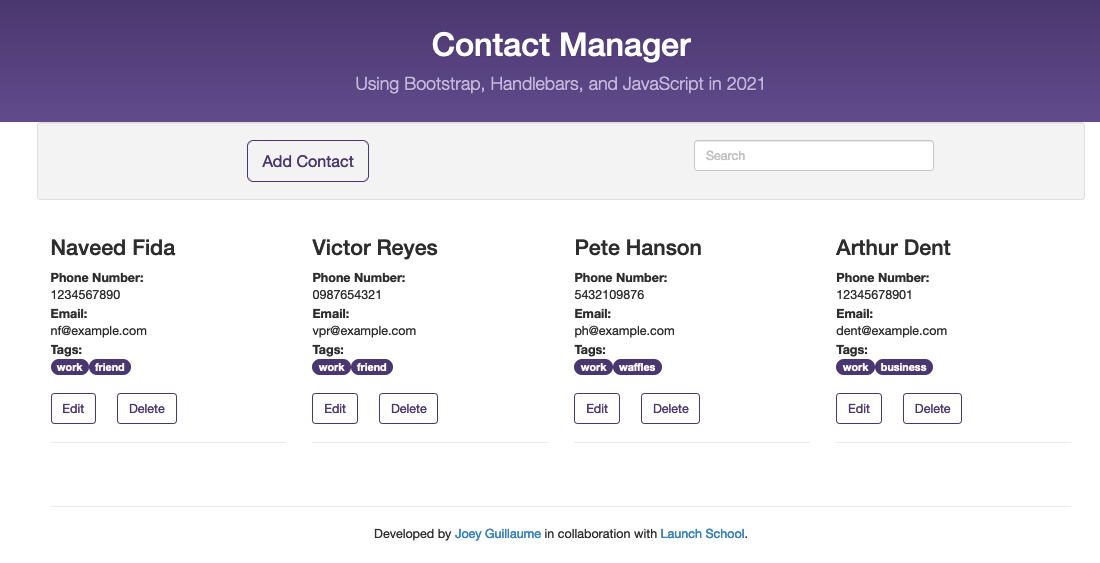 Contact Manager
Using Bootstrap, Handlebars, and JavaScript in 2021
Add Contact
Search
Naveed Fida
Phone Number:
1234567890
Email:
nf@example.com
Tags:
work friend
Edit Delete
Victor Reyes
Phone Number:
0987654321
Email:
vpr@example.com
Tags:
work friend
Edit Delete
Pete Hanson
Phone Number:
5432109876
Email:
ph@example.com
Tags:
work waffles
Edit Delete
Arthur Dent
Phone Number:
12345678901
Email:
dent@example.com
Tags:
work business
Edit Delete
Developed by Joey Guillaume in collaboration with Launch School.